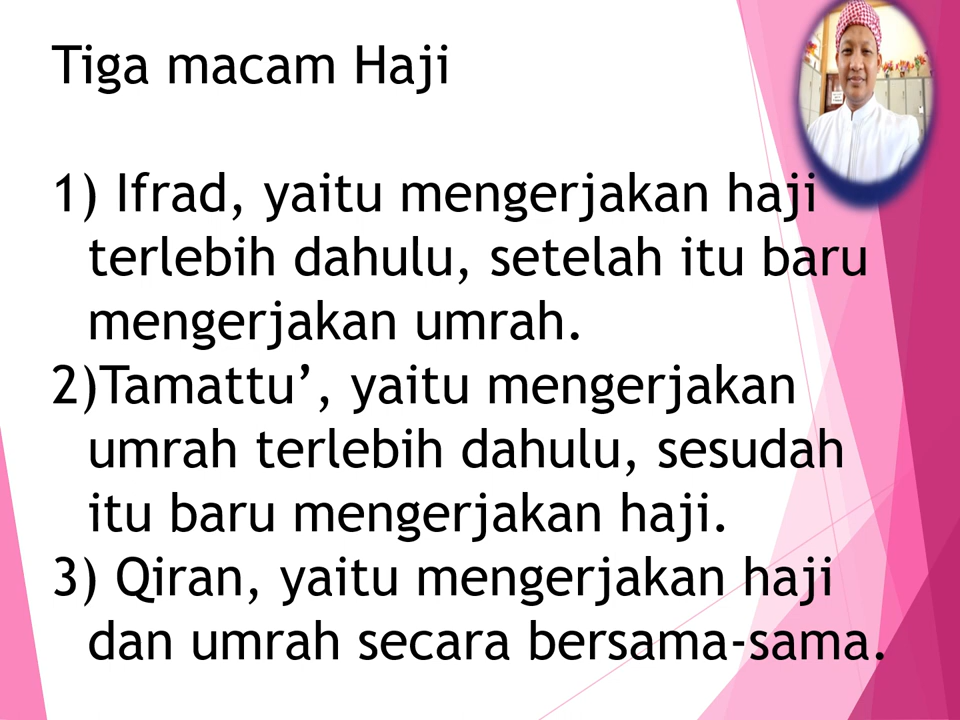 Tiga macam Haji
1) Ifrad, yaitu mengerjakan haji
terlebih dahulu, setelah itu baru
mengerjakan umrah.
2)Tamattu’, yaitu mengerjakan
umrah terlebih dahulu, sesudah
itu baru mengerjakan haji.
3) Qiran, yaitu mengerjakan haji
dan umrah secara bersama-sama.